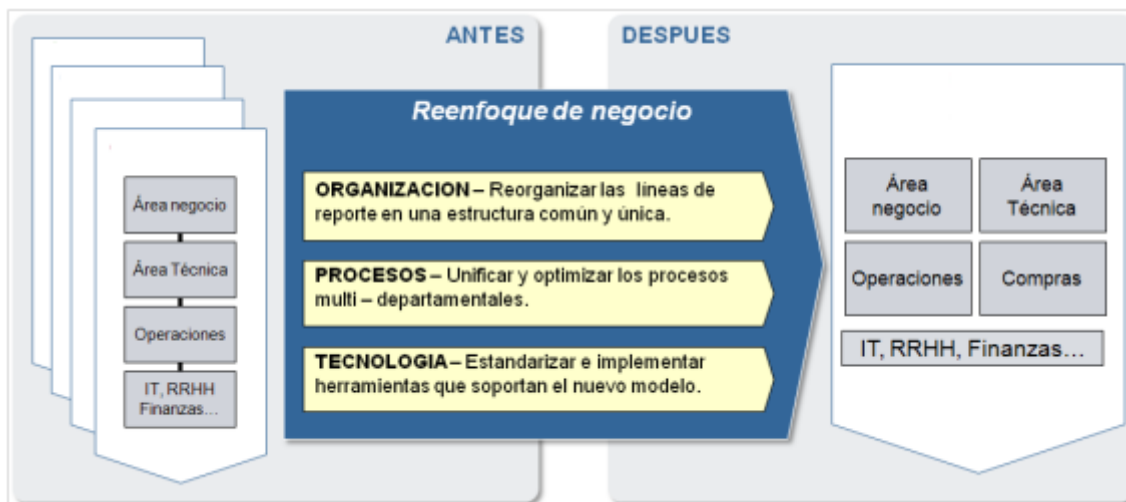 ANTES
DESPUES
Área negocio
Área Técnica
Operaciones
IT, RRHH
Finanzas...
Reenfoque de negocio
ORGANIZACION – Reorganizar las líneas de
reporte en una estructura común y única.
PROCESOS – Unificar y optimizar los procesos
multi – departamentales.
TECNOLOGIA – Estandarizar e implementar
herramientas que soportan el nuevo modelo.
Área
negocio
Área
Técnica
Operaciones
Compras
IT, RRHH, Finanzas...